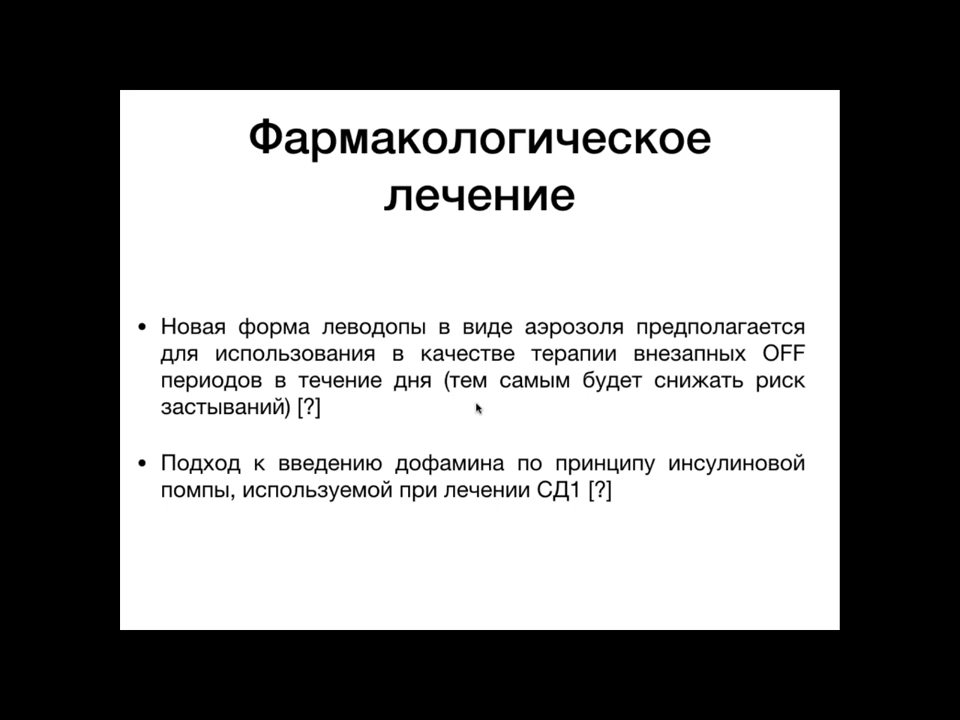 Фармакологическое
лечение
• Новая форма леводопы в виде аэрозоля предполагается
для использования в качестве терапии внезапных OFF
периодов в течение дня (тем самым будет снижать риск
застываний) [?]
• Подход к введению дофамина по принципу инсулиновой
помпы, используемой при лечении СД1 [?]